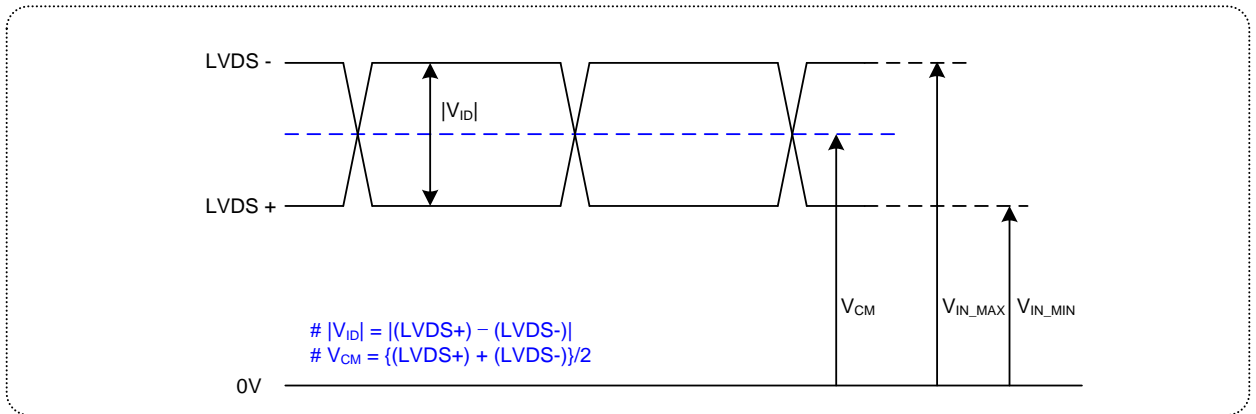 LVDS -
|VID|
LVDS +
VCM
VIN_MAX
VIN_MIN
# |VID| = |(LVDS+) – (LVDS-)|
# VCM = {(LVDS+) + (LVDS-)}/2
0V